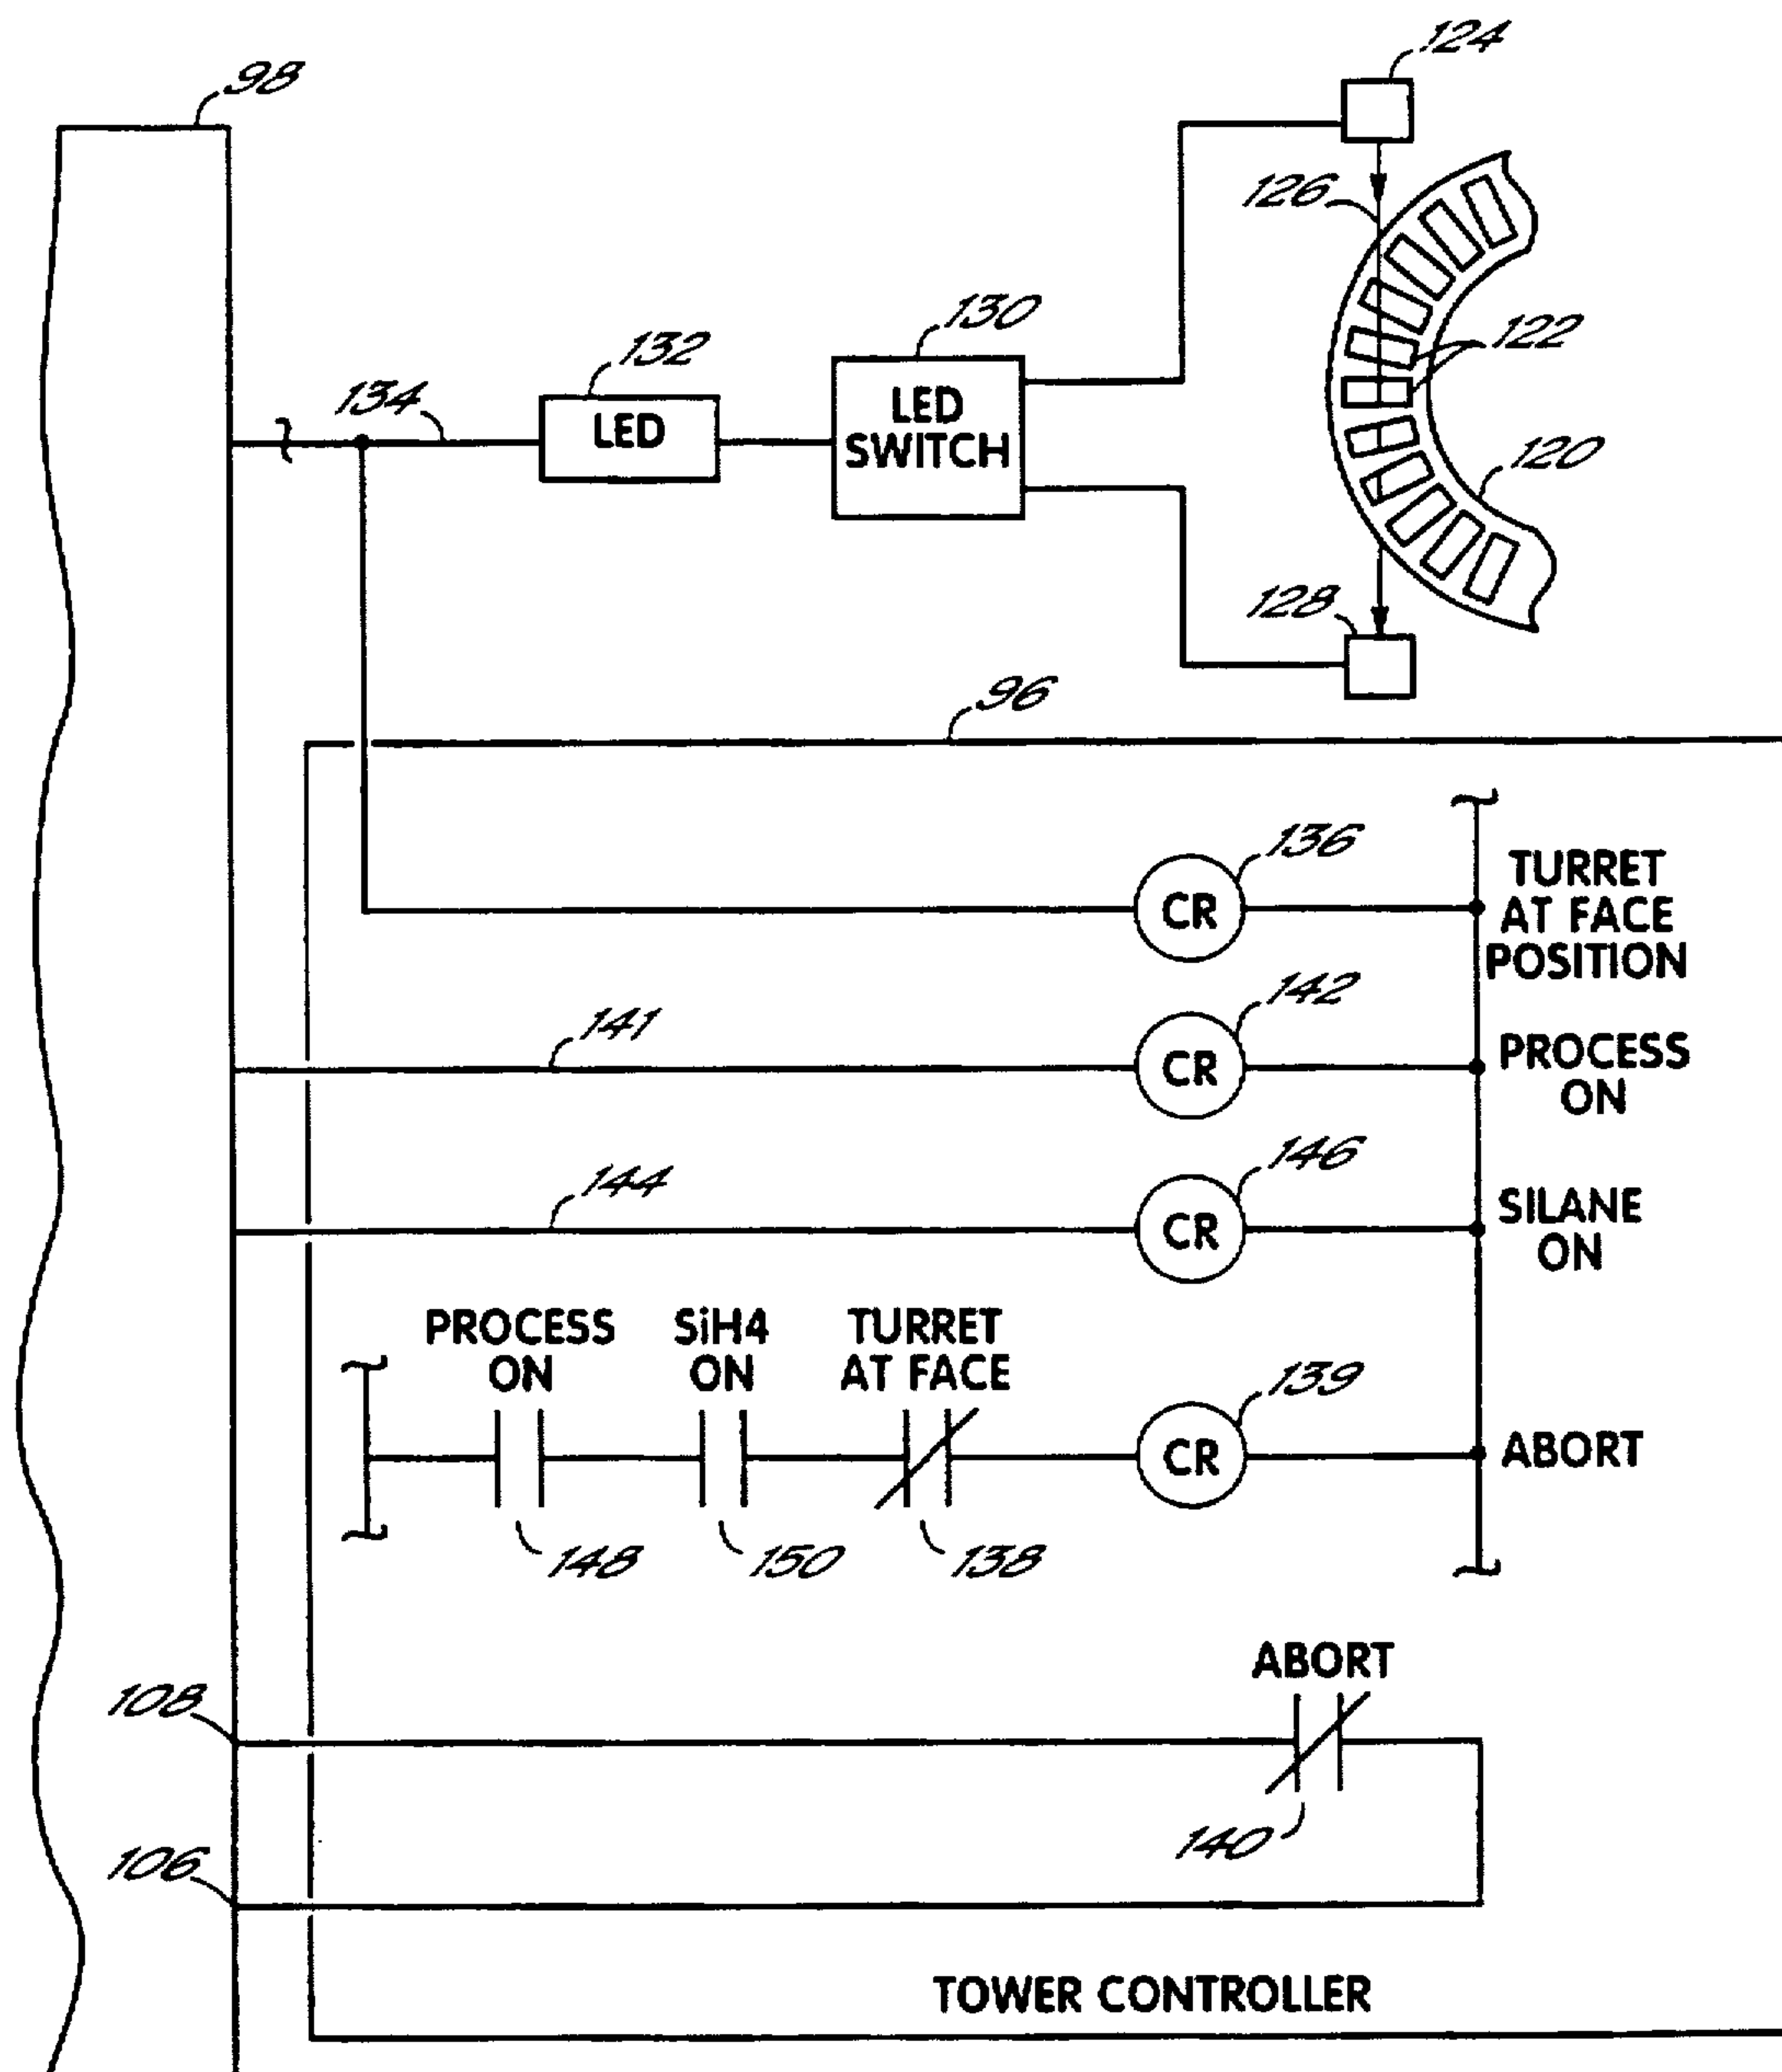 124
98
126
130
132
122
LED
SWITCH
134
LED
120
128
96
136
TURRET
AT FACE
POSITION
CR
142
141
PROCESS
ON
CR
146
144
SILANE
ON
CR
PROCESS
ON
SiH4
ON
TURRET
AT FACE
139
CR
ABORT
148
150
138
ABORT
108
140
106
TOWER CONTROLLER